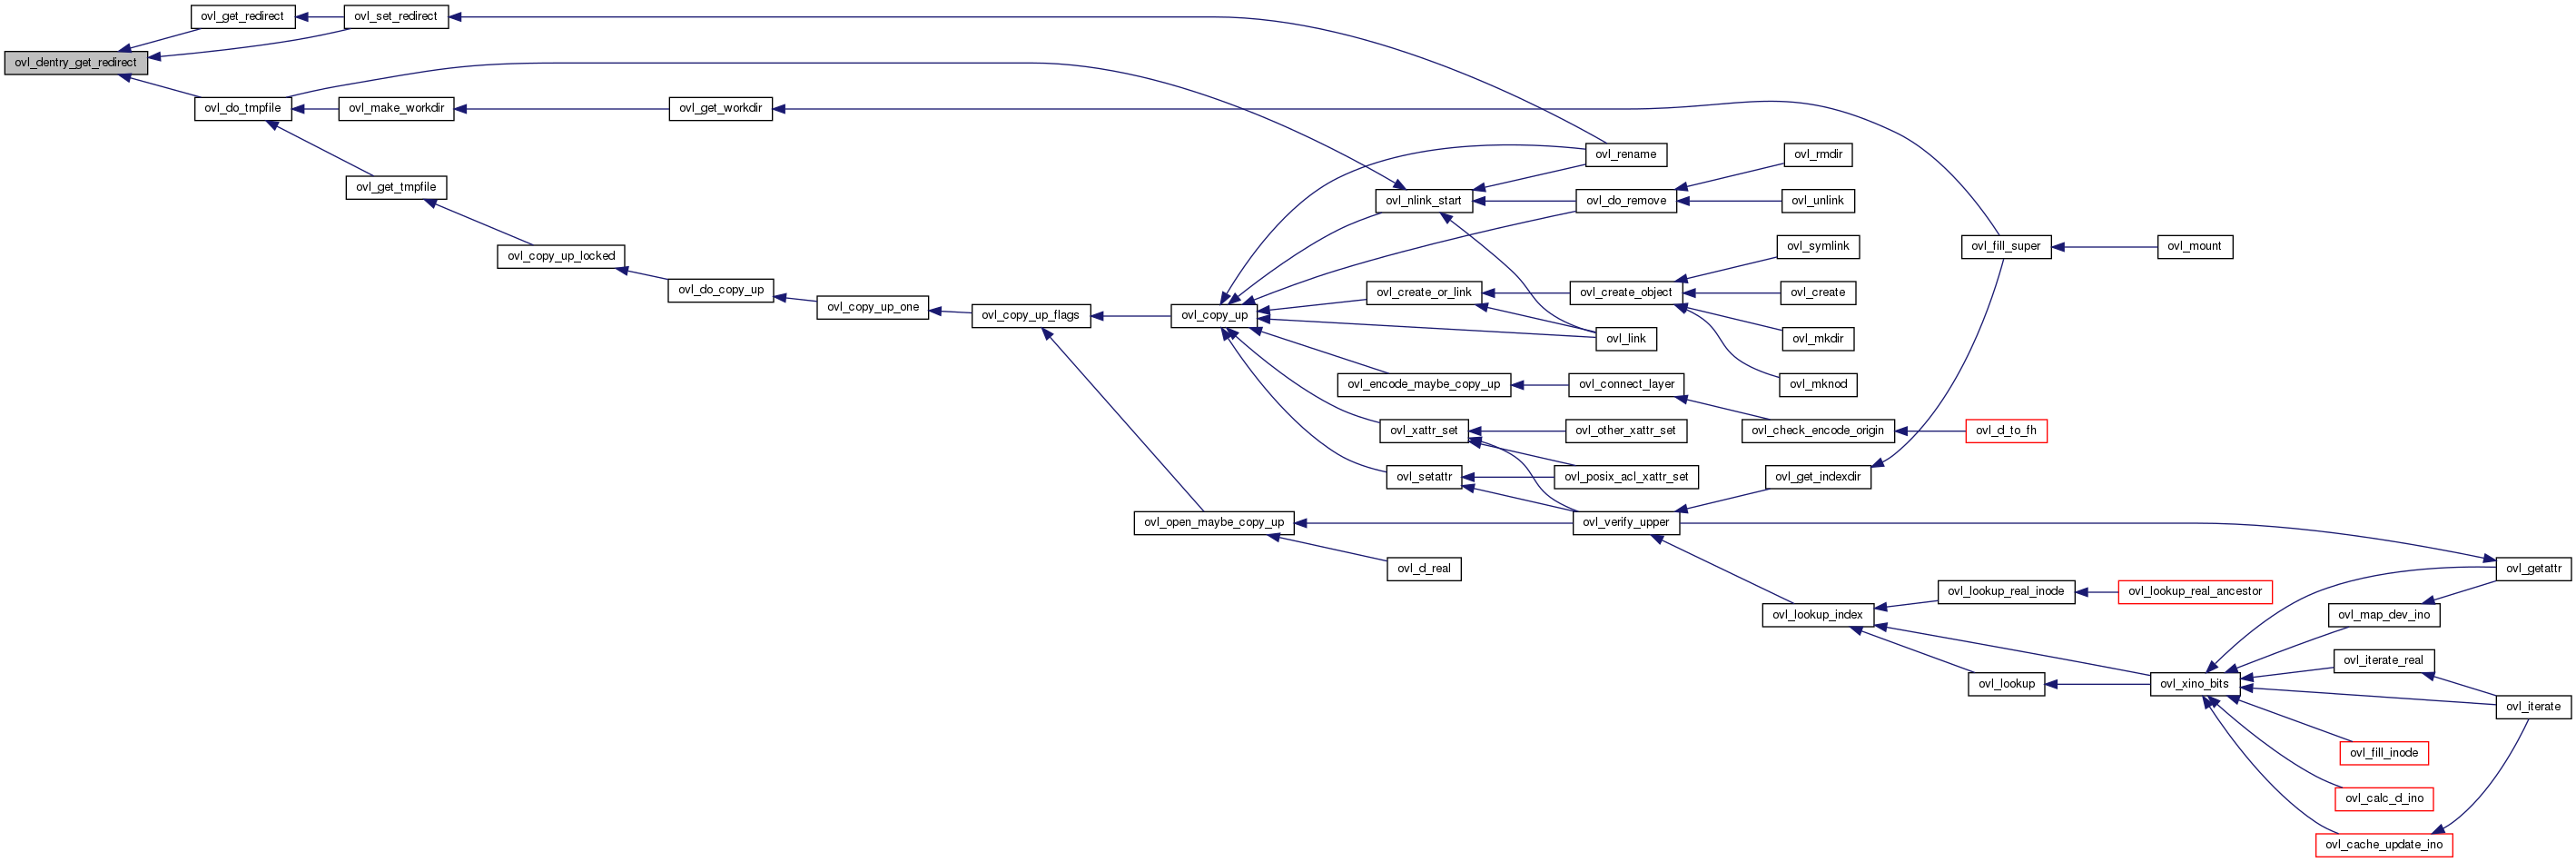 ovl_get_redirect
ovl_set_redirect
ovl_dentry_get_redirect
ovl_do_tmpfile
ovl_make_workdir
ovl_get_workdir
ovl_rename
ovl_rmdir
ovl_get_tmpfile
ovl_nlink_start
ovl_do_remove
ovl_unlink
ovl_copy_up_locked
ovl_symlink
ovl_fill_super
ovl_mount
ovl_do_copy_up
ovl_create_or_link
ovl_create_object
ovl_create
ovl_copy_up_one
ovl_copy_up_flags
ovl_copy_up
ovl_link
ovl_mkdir
ovl_encode_maybe_copy_up
ovl_connect_layer
ovl_mknod
ovl_xattr_set
ovl_other_xattr_set
ovl_check_encode_origin
ovl_d_to_fh
ovl_setattr
ovl_posix_acl_xattr_set
ovl_get_indexdir
ovl_open_maybe_copy_up
ovl_verify_upper
ovl_d_real
ovl_getattr
ovl_lookup_real_inode
ovl_lookup_real_ancestor
ovl_lookup_index
ovl_map_dev_ino
ovl_iterate_real
ovl_lookup
ovl_xino_bits
ovl_iterate
ovl_fill_inode
ovl_calc_d_ino
ovl_cache_update_ino